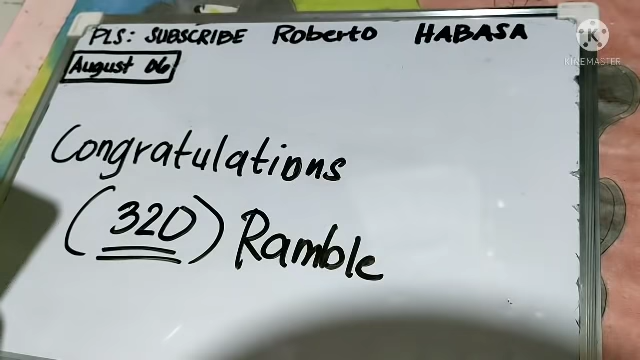 PLS: SUBSCRIBE Roberto HABASA
August 06
Congratulations
(320) Ramble
KINEMASTER